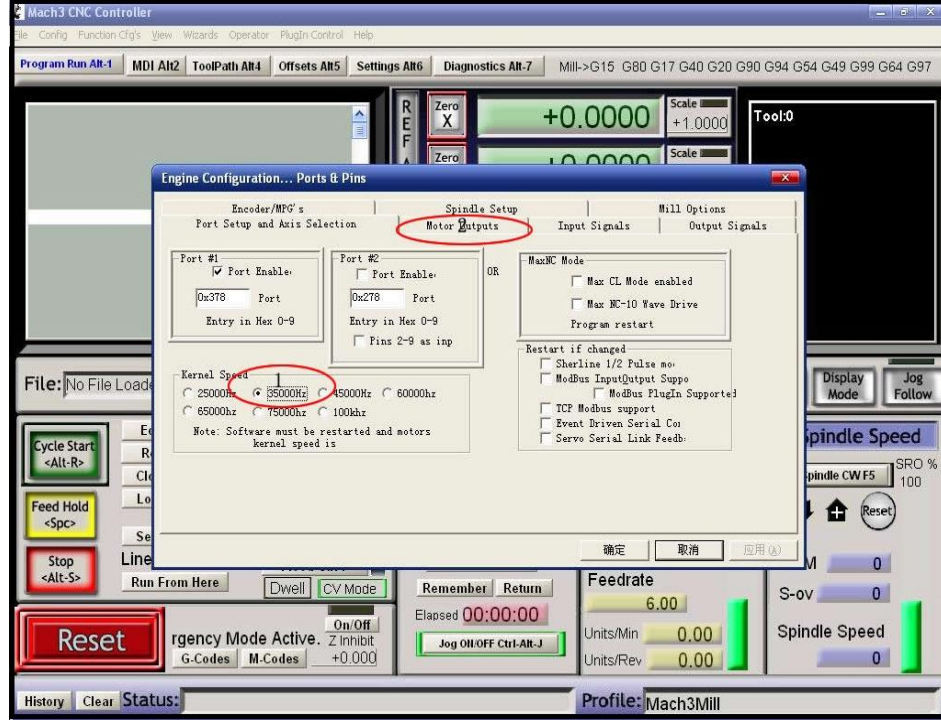 Mach3 CNC Controller
File Config Function Cfg's View Wizards Operator PlugIn Control Help
Program Run Alt-1 MDI Alt2 ToolPath Alt4 Offsets Alt5 Settings Alt6 Diagnostics Alt-7 Mill->G15 G80 G17 G40 G20 G90 G94 G54 G49 G99 G64 G97
REF
Zero X +0.0000 Scale +1.0000 Tool:0
Zero +0.0000 Scale
Engine Configuration... Ports & Pins
Encoder/MPG's Spindle Setup Mill Options
Port Setup and Axis Selection Motor Outputs Input Signals Output Signals
2
Port #1 Port #2 MaxNC Mode
Port Enable Port Enable OR Max CL Mode enabled
0x378 Port 0x278 Port Max NC-10 Wave Drive
Entry in Hex 0-9 Entry in Hex 0-9 Program restart
Pins 2-9 as inp
Restart if changed
Sherline 1/2 Pulse mo
ModBus InputOutput Suppo
ModBus PlugIn Supported
TCP Modbus support
Event Driven Serial Co
Servo Serial Link Feedb
Kernel Speed
1
25000Hz 35000Hz 45000Hz 60000hz
65000hz 75000hz 100khz
Note: Software must be restarted and motors
kernel speed is
确定 取消 应用(A)
File: No File Loade
Display Mode
Jog Follow
Cycle Start <Alt-R>
Feed Hold <Spc>
Stop <Alt-S>
Ed
Re
Clo
Lo
Se
Line
Run From Here
Dwell CV Mode
Remember Return
Elapsed 00:00:00
Jog ON/OFF Ctrl-Alt-J
Feedrate
6.00
Units/Min 0.00
Units/Rev 0.00
pindle Speed
pindle CW F5
SRO %
100
Reset
M 0
S-ov 0
Spindle Speed
0
Reset
rgency Mode Active.
G-Codes M-Codes
On/Off
Z Inhibit
+0.000
History Clear Status: Profile: Mach3Mill